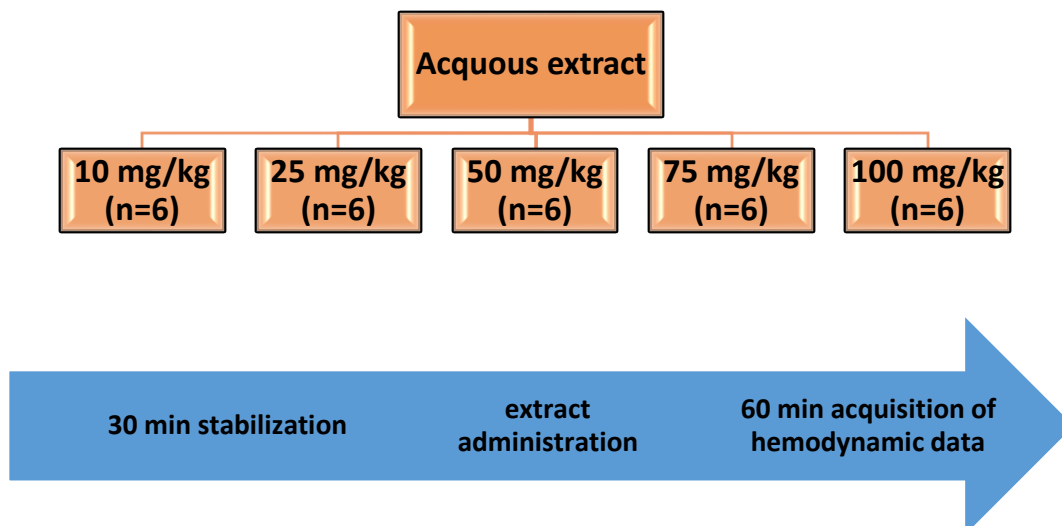 Acquous extract
10 mg/kg
(n=6)
25 mg/kg
(n=6)
50 mg/kg
(n=6)
75 mg/kg
(n=6)
100 mg/kg
(n=6)
30 min stabilization
extract
administration
60 min acquisition of
hemodynamic data